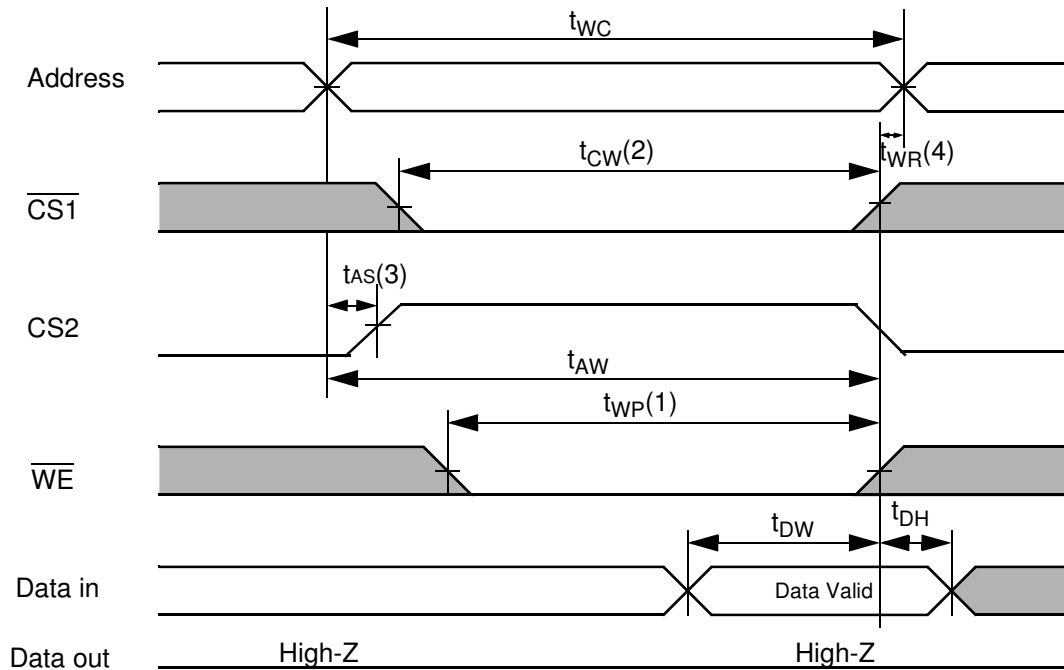 tWC
Address
tCW(2)
tWR(4)
CS1
tAS(3)
CS2
tAW
tWP(1)
WE
tDW
tDH
Data in
Data Valid
Data out
High-Z
High-Z